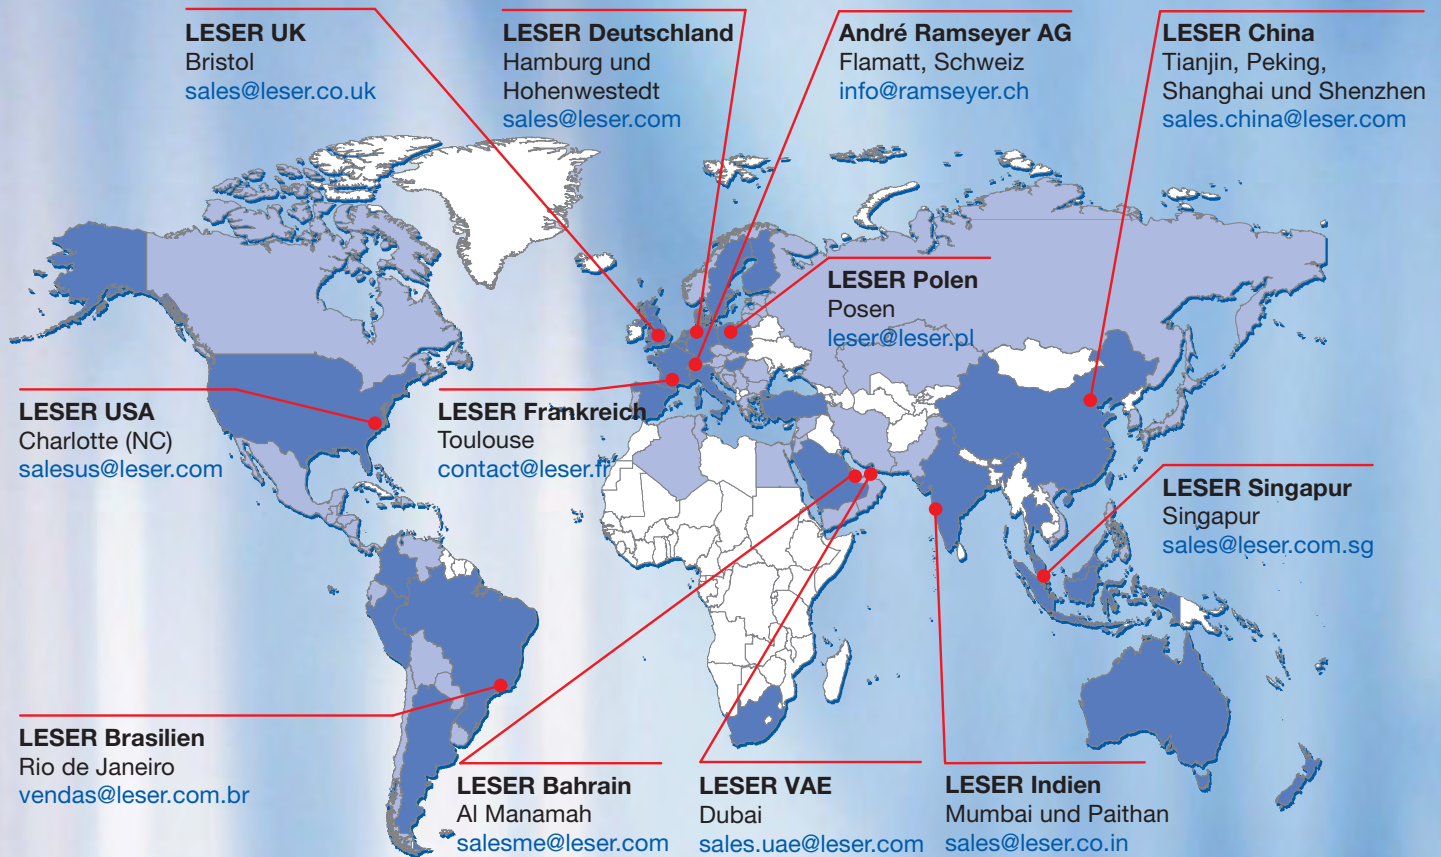 LESER UK
Bristol
sales@leser.co.uk
LESER Deutschland
Hamburg und
Hohenwestedt
sales@leser.com
André Ramseyer AG
Flamatt, Schweiz
info@ramseyer.ch
LESER China
Tianjin, Peking,
Shanghai und Shenzhen
sales.china@leser.com
LESER Polen
Posen
leser@leser.pl
LESER USA
Charlotte (NC)
salesus@leser.com
LESER Frankreich
Toulouse
contact@leser.fr
LESER Singapur
Singapur
sales@leser.com.sg
LESER Brasilien
Rio de Janeiro
vendas@leser.com.br
LESER Bahrain
Al Manamah
salesme@leser.com
LESER VAE
Dubai
sales.uae@leser.com
LESER Indien
Mumbai und Paithan
sales@leser.co.in